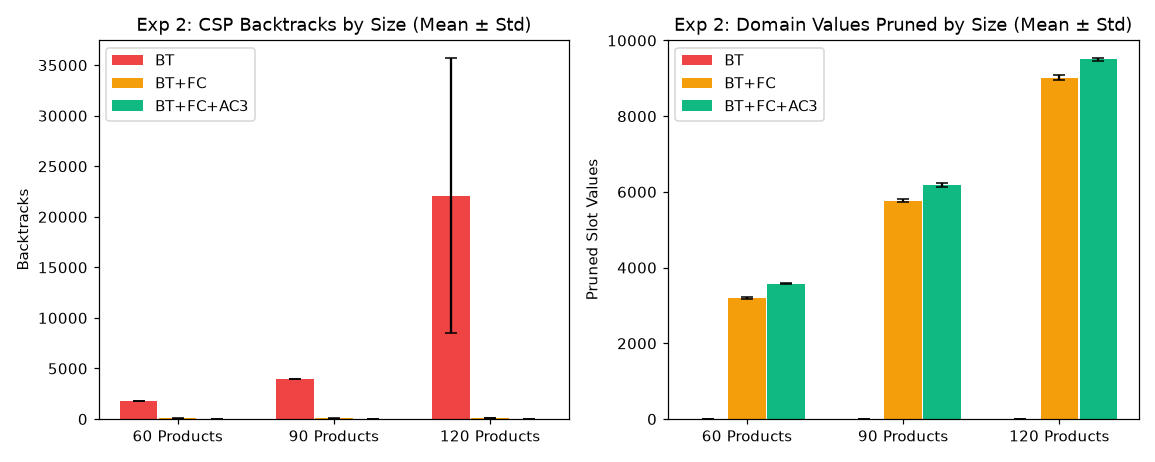 Exp 2: CSP Backtracks by Size (Mean ± Std)
BT
BT+FC
BT+FC+AC3
Backtracks
35000
30000
25000
20000
15000
10000
5000
0
60 Products
90 Products
120 Products
Exp 2: Domain Values Pruned by Size (Mean ± Std)
BT
BT+FC
BT+FC+AC3
Pruned Slot Values
10000
8000
6000
4000
2000
0
60 Products
90 Products
120 Products